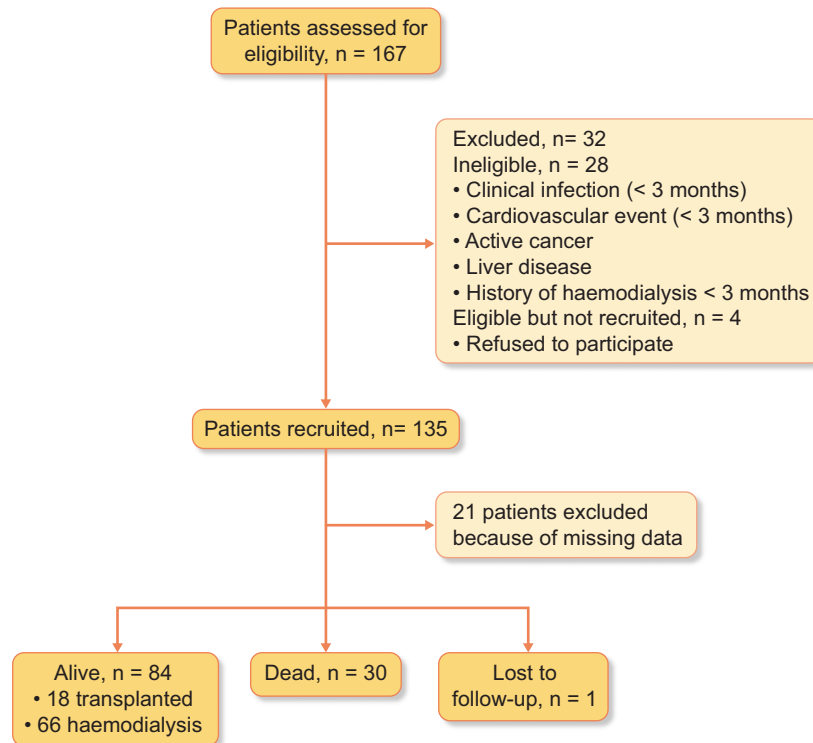 Patients assessed for
eligibility, n = 167
Excluded, n= 32
Ineligible, n = 28
• Clinical infection (< 3 months)
• Cardiovascular event (< 3 months)
• Active cancer
• Liver disease
• History of haemodialysis < 3 months
Eligible but not recruited, n = 4
• Refused to participate
Patients recruited, n= 135
21 patients excluded
because of missing data
Alive, n = 84
• 18 transplanted
• 66 haemodialysis
Dead, n = 30
Lost to
follow-up, n = 1